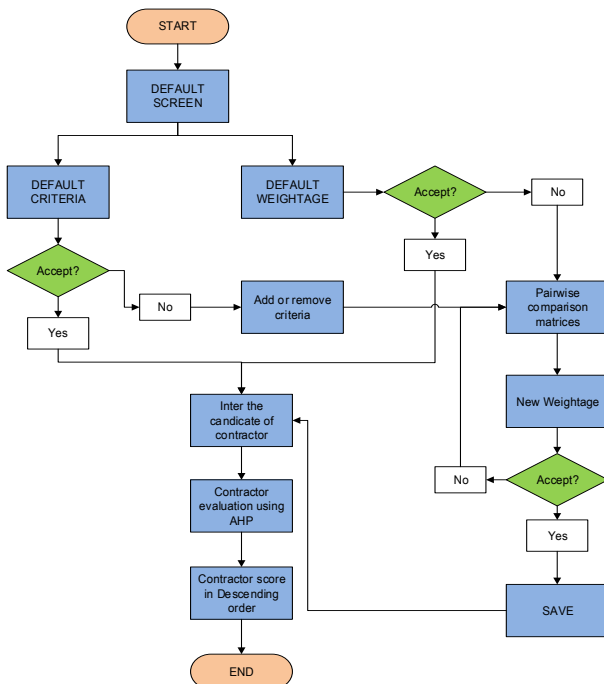 START
DEFAULT
SCREEN
DEFAULT
CRITERIA
DEFAULT
WEIGHTAGE
Accept?
No
Yes
Accept?
No
Add or remove
criteria
Pairwise
comparison
matrices
Yes
New Weightage
Inter the
candicate of
contractor
Accept?
No
Contractor
evaluation using
AHP
Yes
Contractor score
in Descending
order
SAVE
END